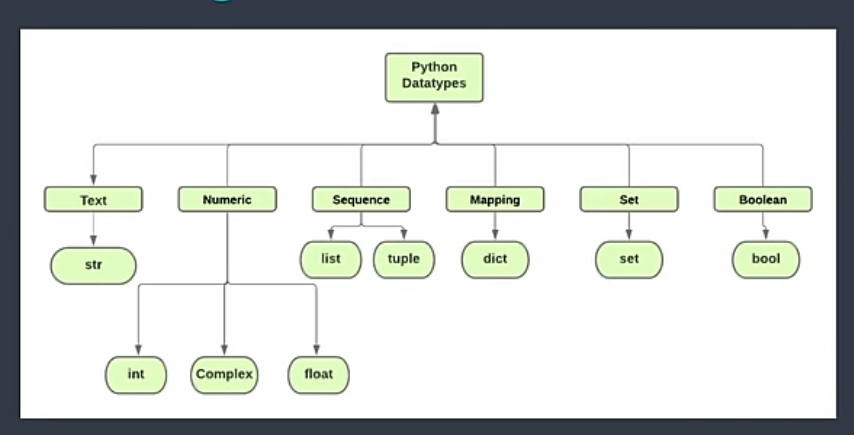 Python
Datatypes
Text
Numeric
Sequence
Mapping
Set
Boolean
str
list
tuple
dict
set
bool
int
Complex
float